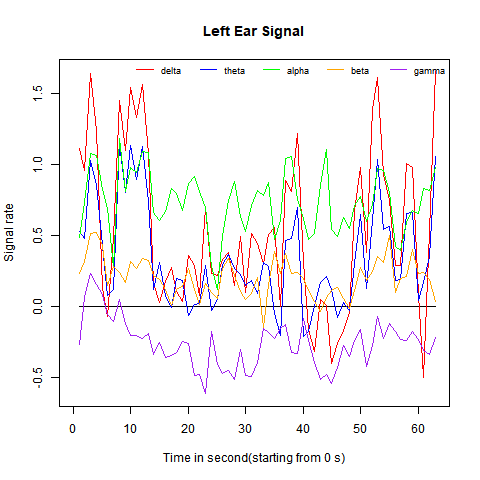 Left Ear Signal
delta theta alpha beta gamma
Signal rate
1.5
1.0
0.5
0.0
-0.5
0 10 20 30 40 50 60
Time in second(starting from 0 s)